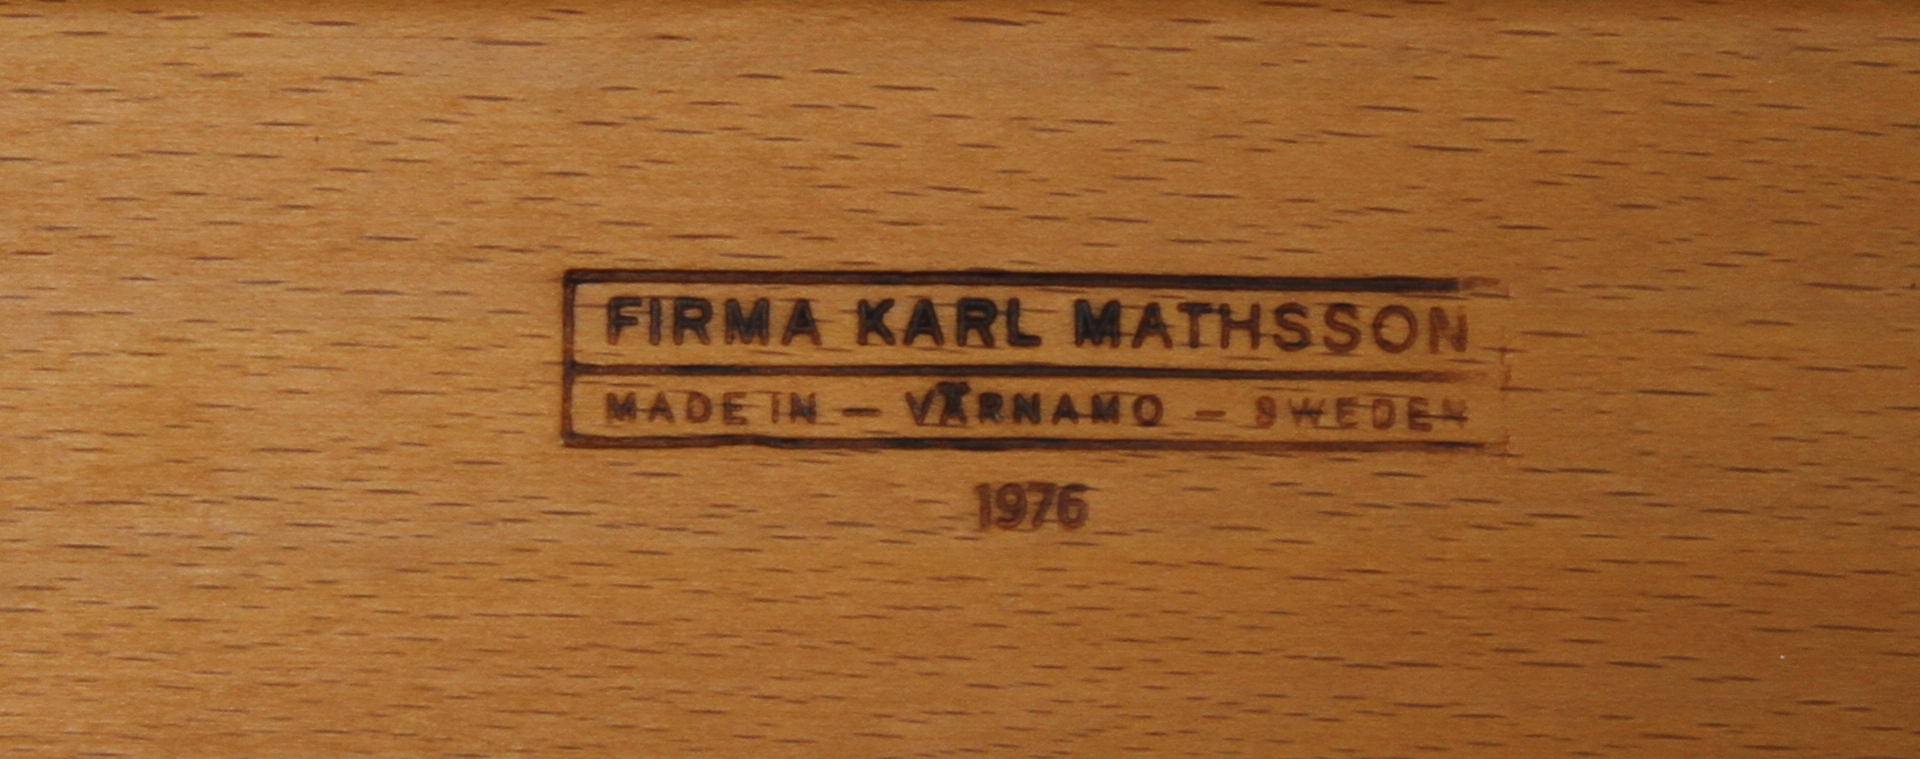 FIRMA KARL MATHSSON
MADE IN – VÄRNAMO – SWEDEN
1976